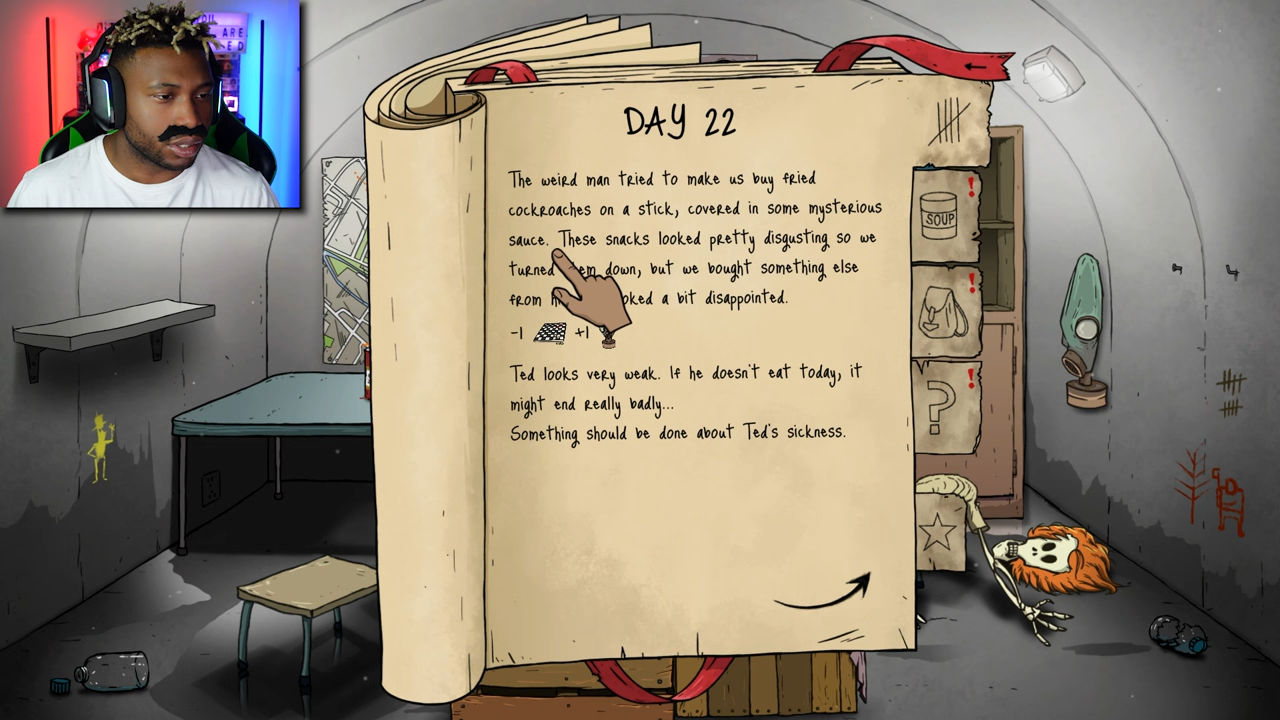 YOU
ARE
ED
DAY 22
The weird man tried to make us buy fried
cockroaches on a stick, covered in some mysterious
sauce. These snacks looked pretty disgusting so we
turned down, but we bought something else
from a bit disappointed.
-1 +1
Ted looks very weak. If he doesn't eat today, it
might end really badly...
Something should be done about Ted's sickness.
SOUP
!
!
?
!